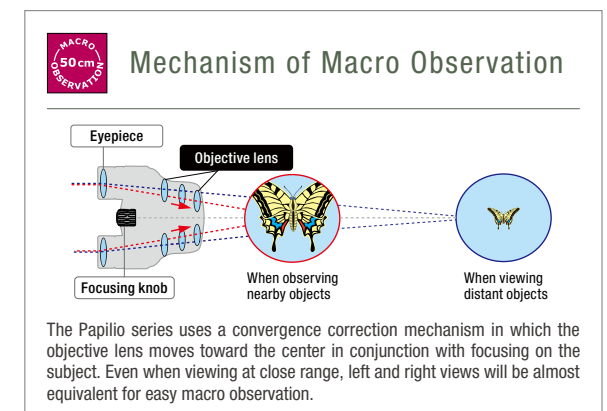 MACRO
50cm
OBSERVATION
Mechanism of Macro Observation
Eyepiece
Objective lens
Focusing knob
When observing
nearby objects
When viewing
distant objects
The Papilio series uses a convergence correction mechanism in which the
objective lens moves toward the center in conjunction with focusing on the
subject. Even when viewing at close range, left and right views will be almost
equivalent for easy macro observation.